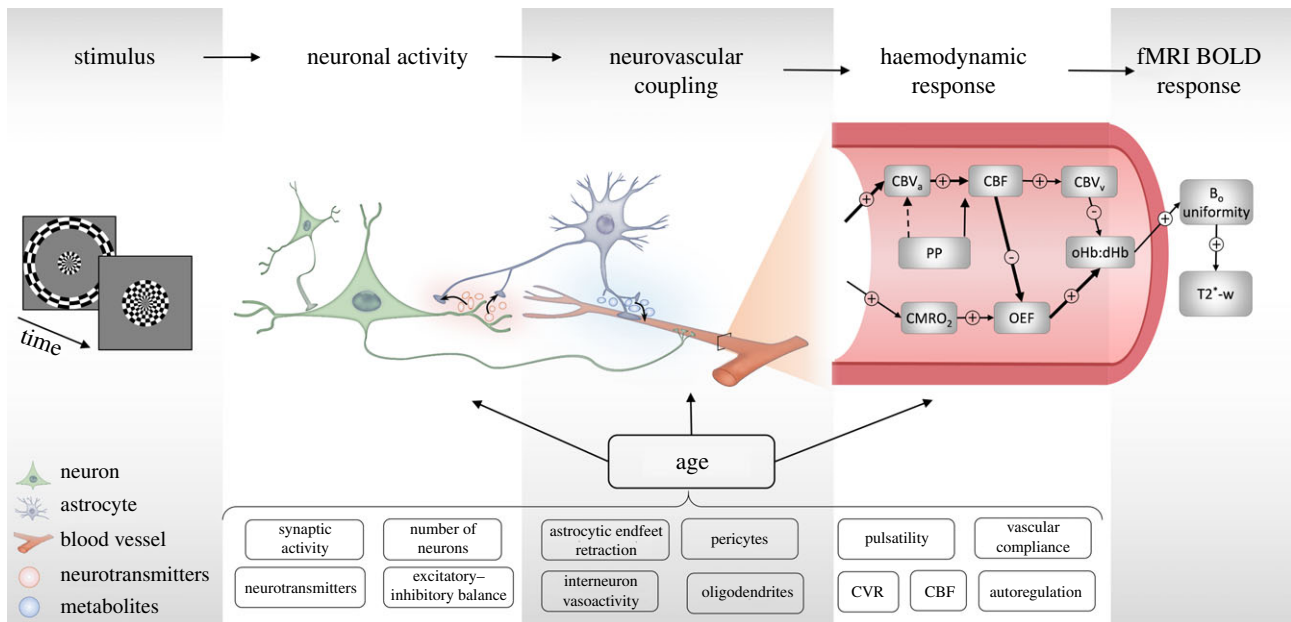 stimulus
neuronal activity
neurovascular
coupling
haemodynamic
response
fMRI BOLD
response
time
CBVa
+
CBF
+
CBVv
+
-
PP
-
oHb:dHb
+
B₀
uniformity
+
T2*-w
+
CMRO₂
+
OEF
+
age
neuron
astrocyte
blood vessel
neurotransmitters
metabolites
synaptic
activity
number of
neurons
neurotransmitters
excitatory–
inhibitory balance
astrocytic endfeet
retraction
pericytes
interneuron
vasoactivity
oligodendrites
pulsatility
vascular
compliance
CVR
CBF
autoregulation